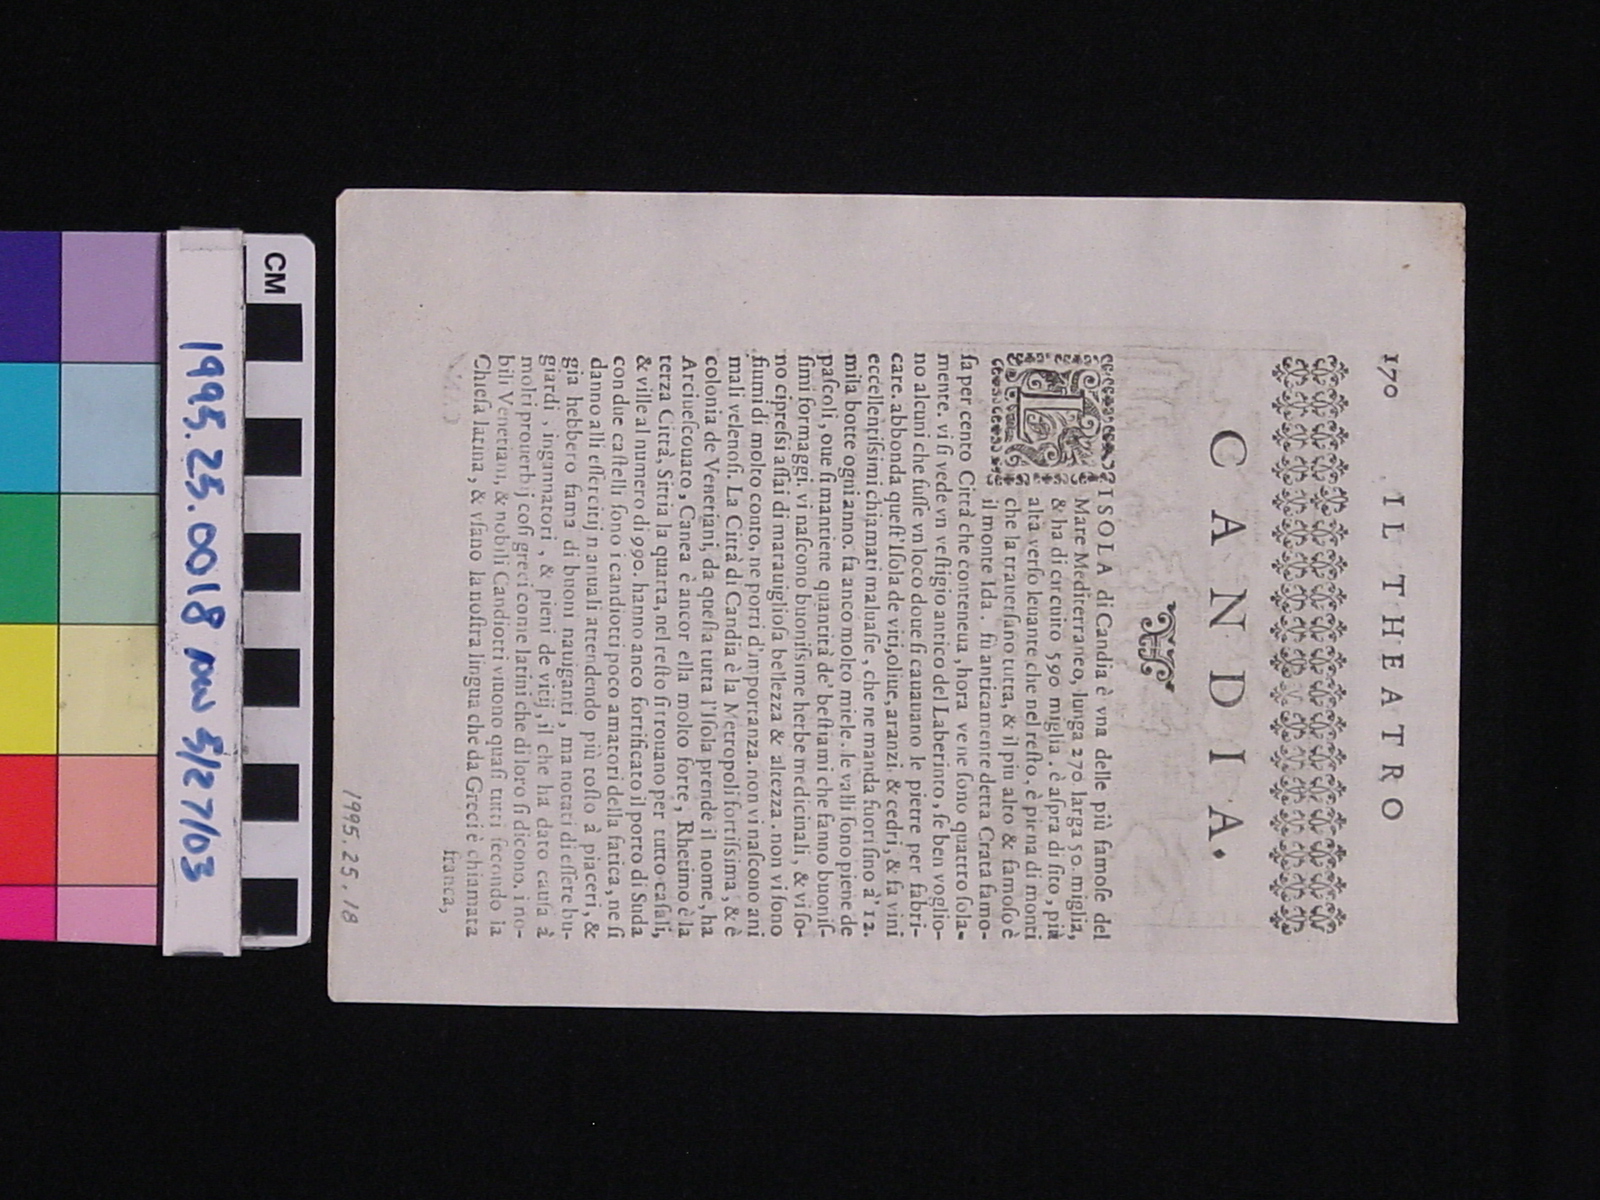 170 IL THEATRO
CANDIA.
L'ISOLA di Candia è vna delle più famose del
Mare Mediterraneo, lunga 270. larga 50. miglia,
& ha di circuito 590 miglia. è aspra di sito, più
alta verso leuante che nel resto, è piena di monti
che la trauersano tutta, & il piu alto & famoso è
il monte Ida. fù anticamente detta Crata famo-
sa per cento Città che conteneua, hora ve ne sono quattro sola-
mente. vi si vede vn vestigio antico del Laberinto, se ben voglio-
no alcuni che fusse vn loco doue si cauauano le pietre per fabri-
care. abbonda quest'Isola de viti, oliue, aranzi, & cedri, & fa vini
eccellentissimi chiamati maluasie, che ne manda fuori sino à 12.
mila botte ogni anno. fa anco molto miele. le valli sono piene de
pascoli, oue si mantiene quantità de' bestiami che fanno buonis-
simi formaggi. vi nascono buonissime herbe medicinali, & vi so-
no cipressi assai di marauigliosa bellezza & altezza. non vi sono
fiumi di molto conto, ne porti d'importanza. non vi nascono ani
mali velenosi. La Città di Candia è la Metropoli fortissima, & è
colonia de Venetiani, da questa tutta l'Isola prende il nome, ha
Arciuescouato, Canea è ancor ella molto forte, Rhetimo è la
terza Città, Sittia la quarta, nel resto si trouano per tutto casali,
& ville al numero di 990. hanno anco fortificato il porto di Suda
con due castelli sono i candiotti poco amatori della fatica, ne si
danno alli essercitij manuali attendendo più tosto à piaceri, &
gia hebbero fama di buoni nauiganti, ma notati di essere bu-
giardi, ingannatori, & pieni de vitij, il che ha dato causa à
molti prouerbij così greci come latini che di loro si dicono. i no-
bili Venetiani, & nobili Candiotti viuono quasi tutti secondo la
Chiesa latina, & vsano la nostra lingua che da Greci è chiamata
franca,
1995.25.18
CM
1995.25.0018 nw 5/27/03